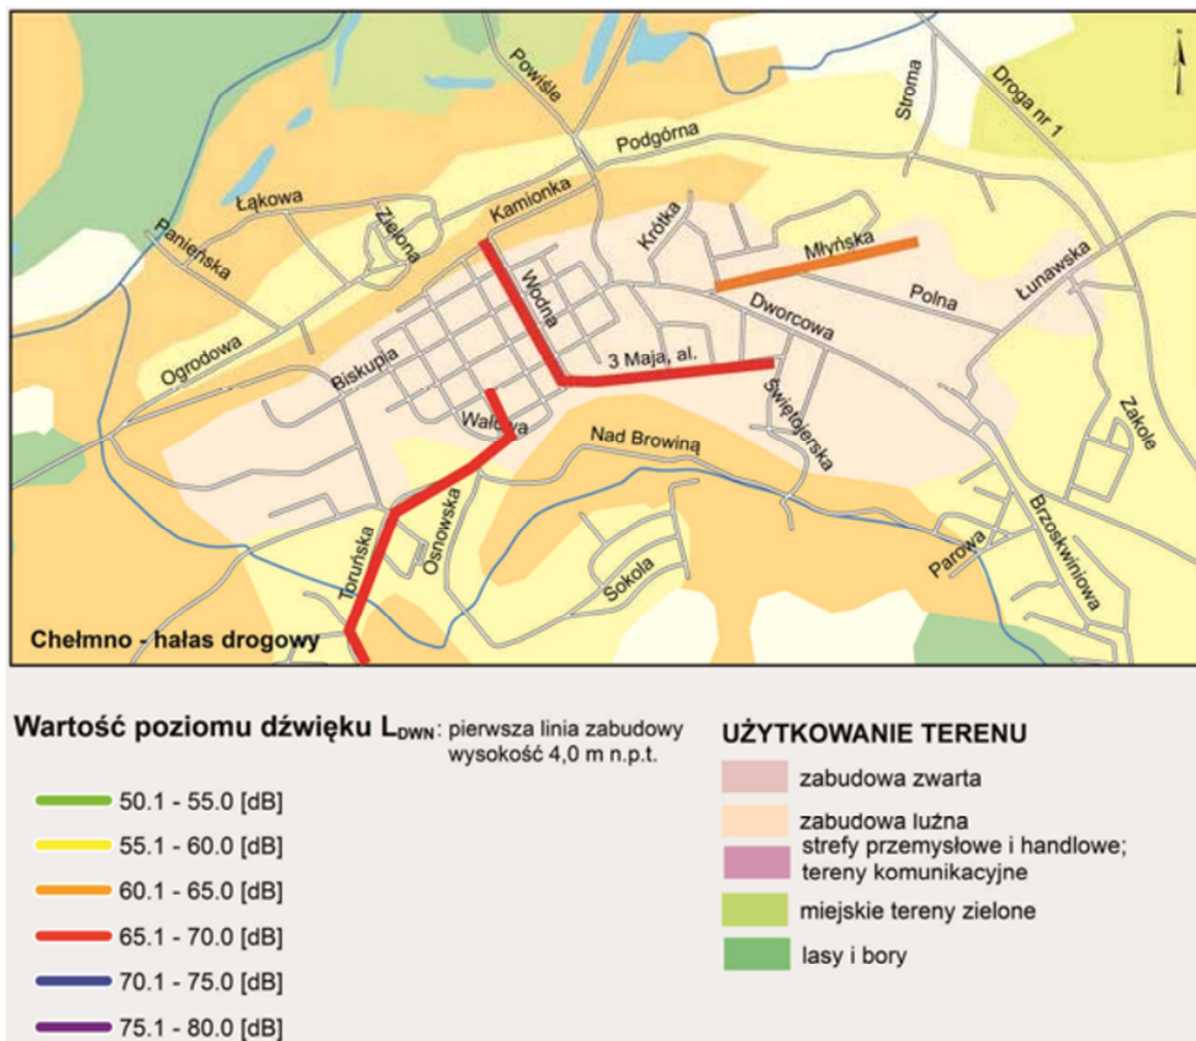 Powiśle
Stroma
Droga nr 1
Podgórna
Kamionka
Łąkowa
Zielona
Panieńska
Krótka
Młyńska
Łunawska
Wodna
Polna
Dworcowa
Ogrodowa
Biskupia
3 Maja, al.
Świętojerska
Wałowa
Nad Browiną
Zakole
Osnowska
Toruńska
Sokola
Parowa
Brzoskwiniowa
Chełmno - hałas drogowy
Wartość poziomu dźwięku LDWN: pierwsza linia zabudowy
wysokość 4,0 m n.p.t.
50.1 - 55.0 [dB]
55.1 - 60.0 [dB]
60.1 - 65.0 [dB]
65.1 - 70.0 [dB]
70.1 - 75.0 [dB]
75.1 - 80.0 [dB]
UŻYTKOWANIE TERENU
zabudowa zwarta
zabudowa luźna
strefy przemysłowe i handlowe;
tereny komunikacyjne
miejskie tereny zielone
lasy i bory